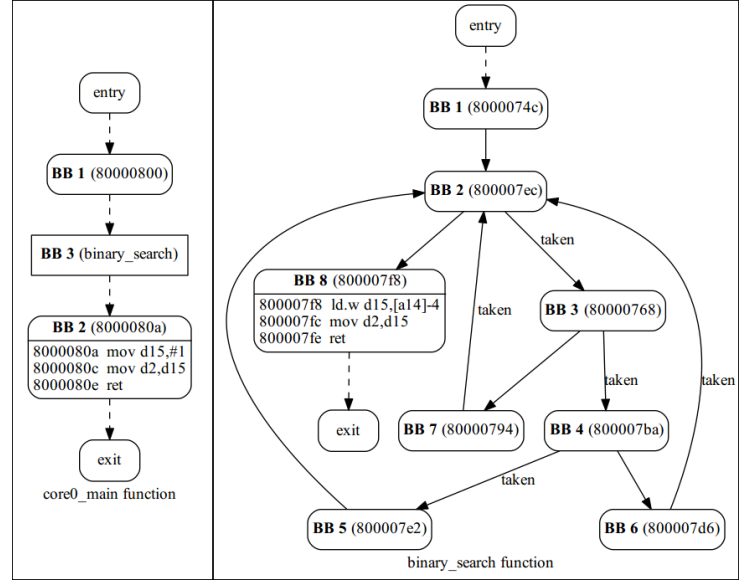 entry
BB 1 (80000800)
BB 3 (binary_search)
BB 2 (8000080a)
8000080a mov d15,#1
8000080c mov d2,d15
8000080e ret
exit
core0_main function
entry
BB 1 (8000074c)
BB 2 (800007ec)
taken
BB 8 (800007f8)
800007f8 ld.w d15,[a14]-4
800007fc mov d2,d15
800007fe ret
taken
BB 3 (80000768)
taken
taken
exit
BB 7 (80000794)
BB 4 (800007ba)
taken
BB 5 (800007e2)
BB 6 (800007d6)
binary_search function